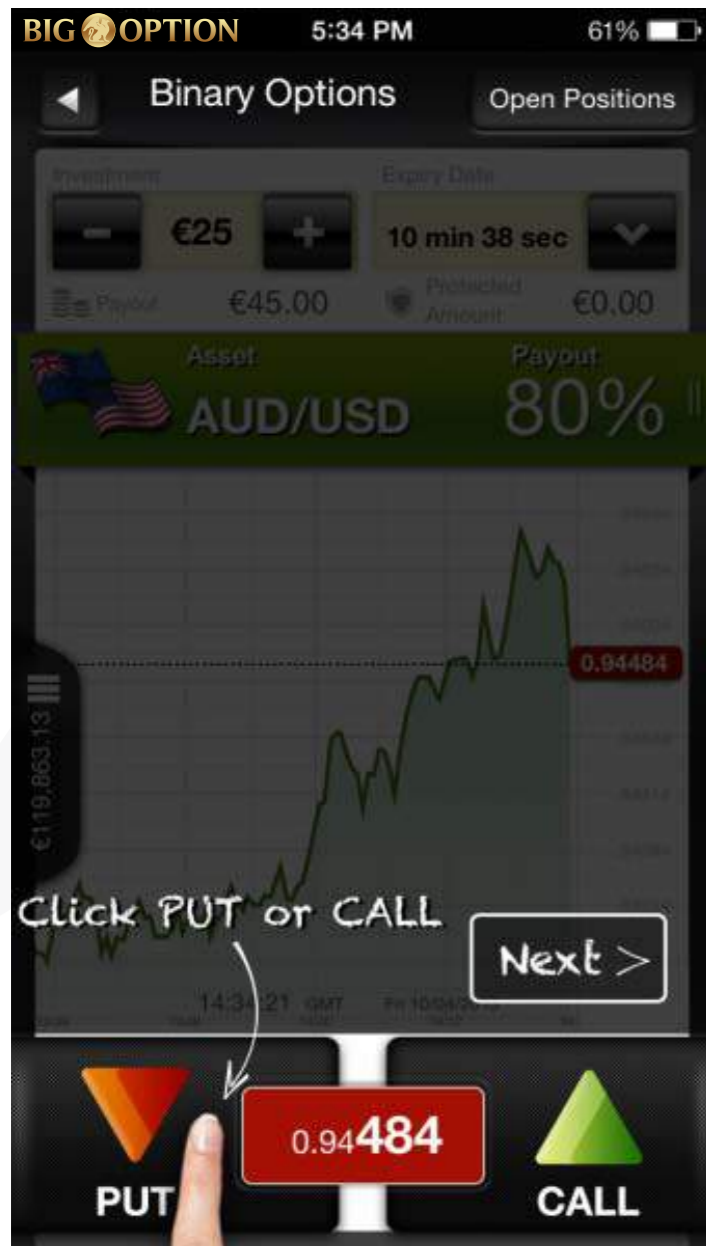 BIG OPTION 5:34 PM 61%
Binary Options
Open Positions
Investment Expiry Date
€25 10 min 38 sec
Payout €45.00 Protected Amount €0.00
Asset Payout
AUD/USD 80%
0.94484
€119,863.13
Click PUT or CALL
Next >
14:34:21 GMT
0.94484
PUT CALL